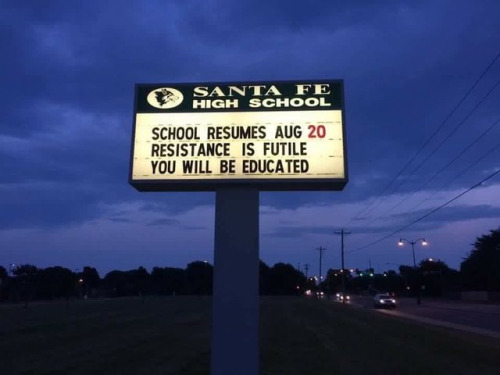 SANTA FE
HIGH SCHOOL
SCHOOL RESUMES AUG 20
RESISTANCE IS FUTILE
YOU WILL BE EDUCATED